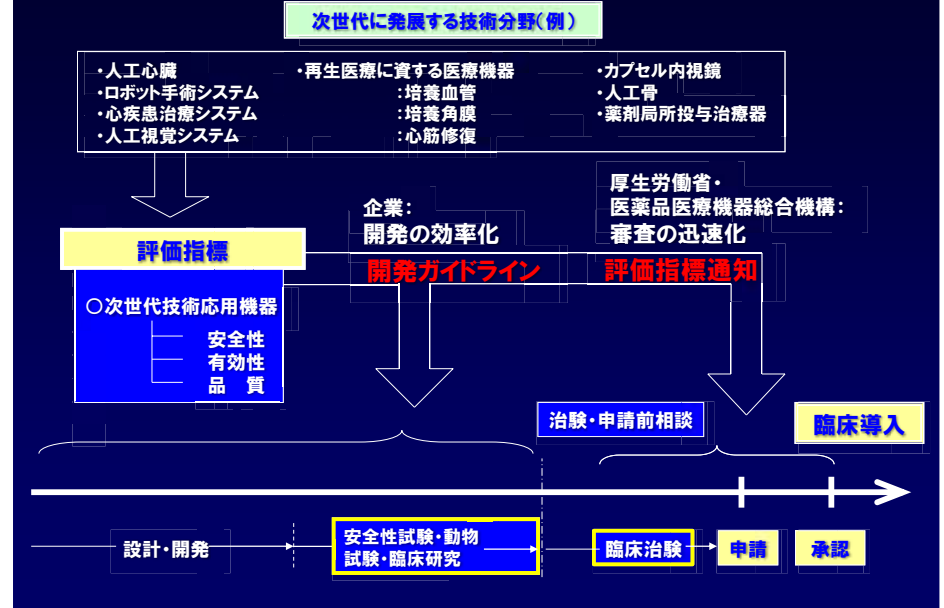 次世代に発展する技術分野(例)
・人工心臓
・ロボット手術システム
・心疾患治療システム
・人工視覚システム
・再生医療に資する医療機器
:培養血管
:培養角膜
:心筋修復
・カプセル内視鏡
・人工骨
・薬剤局所投与治療器
評価指標
○次世代技術応用機器
安全性
有効性
品 質
企業:
開発の効率化
開発ガイドライン
厚生労働省・
医薬品医療機器総合機構:
審査の迅速化
評価指標通知
治験・申請前相談
臨床導入
設計・開発
安全性試験・動物
試験・臨床研究
臨床治験
申請
承認